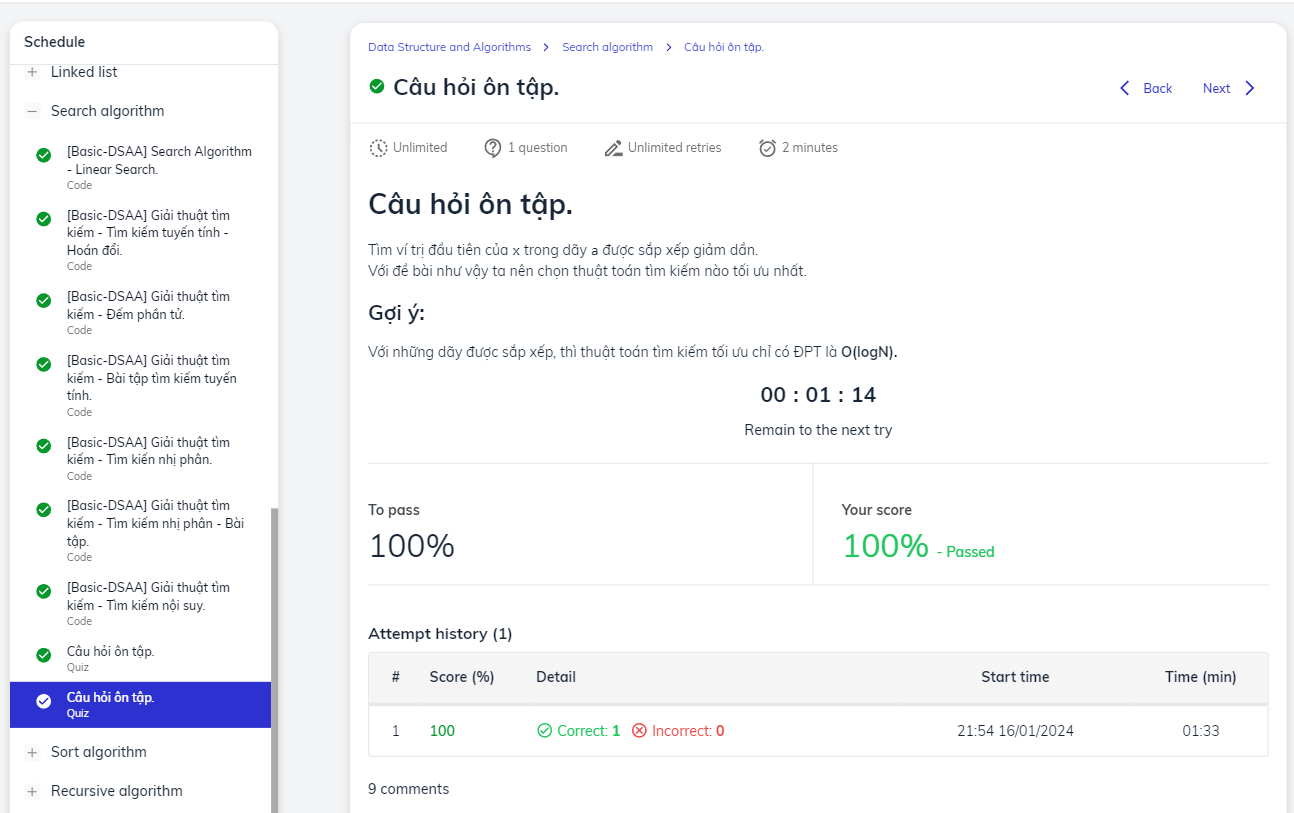 Schedule
Linked list
Search algorithm
[Basic-DSAA] Search Algorithm
- Linear Search.
Code
[Basic-DSAA] Giải thuật tìm
kiếm - Tìm kiếm tuyến tính -
Hoán đổi.
Code
[Basic-DSAA] Giải thuật tìm
kiếm - Đếm phần tử.
Code
[Basic-DSAA] Giải thuật tìm
kiếm - Bài tập tìm kiếm tuyến
tính.
Code
[Basic-DSAA] Giải thuật tìm
kiếm - Tìm kiến nhị phân.
Code
[Basic-DSAA] Giải thuật tìm
kiếm - Tìm kiếm nhị phân - Bài
tập.
Code
[Basic-DSAA] Giải thuật tìm
kiếm - Tìm kiếm nội suy.
Code
Câu hỏi ôn tập.
Quiz
Câu hỏi ôn tập.
Quiz
Sort algorithm
Recursive algorithm
Data Structure and Algorithms > Search algorithm > Câu hỏi ôn tập.
Câu hỏi ôn tập.
Back Next
Unlimited 1 question Unlimited retries 2 minutes
Câu hỏi ôn tập.
Tìm ví trị đầu tiên của x trong dãy a được sắp xếp giảm dần.
Với đề bài như vậy ta nên chọn thuật toán tìm kiếm nào tối ưu nhất.
Gợi ý:
Với những dãy được sắp xếp, thì thuật toán tìm kiếm tối ưu chỉ có ĐPT là O(logN).
00 : 01 : 14
Remain to the next try
To pass
100%
Your score
100% - Passed
Attempt history (1)
# Score (%) Detail Start time Time (min)
1 100 Correct: 1 Incorrect: 0 21:54 16/01/2024 01:33
9 comments